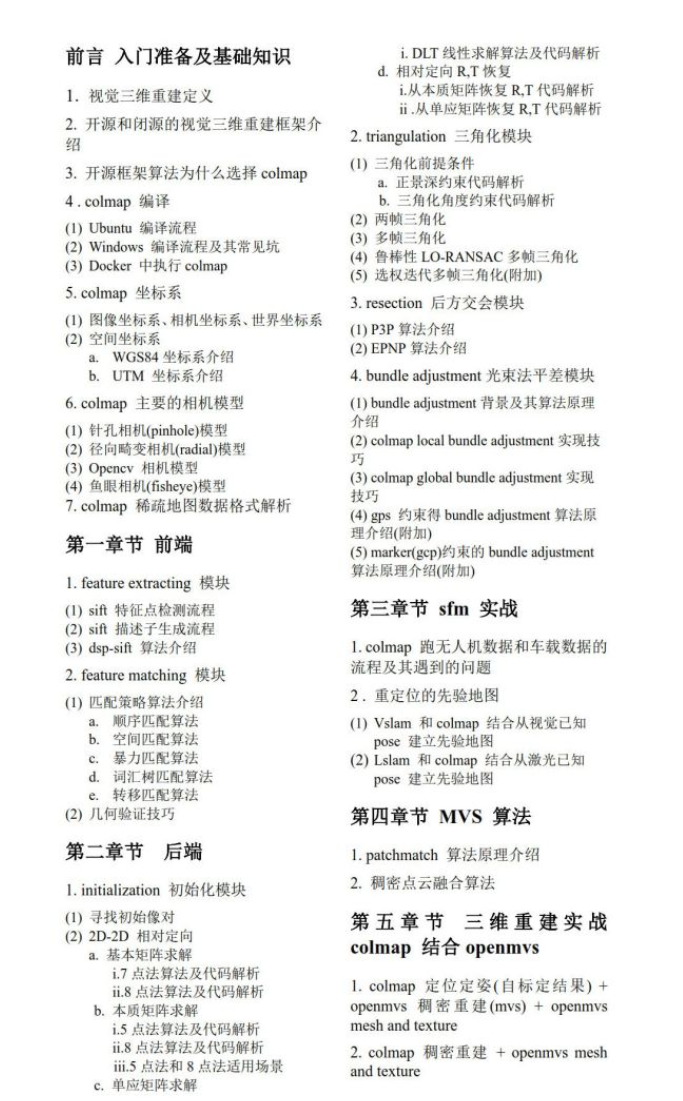 前言 入门准备及基础知识
1. 视觉三维重建定义
2. 开源和闭源的视觉三维重建框架介
绍
3. 开源框架算法为什么选择 colmap
4 . colmap 编译
(1) Ubuntu 编译流程
(2) Windows 编译流程及其常见坑
(3) Docker 中执行 colmap
5. colmap 坐标系
(1) 图像坐标系、相机坐标系、世界坐标系
(2) 空间坐标系
a. WGS84 坐标系介绍
b. UTM 坐标系介绍
6. colmap 主要的相机模型
(1) 针孔相机(pinhole)模型
(2) 径向畸变相机(radial)模型
(3) Opencv 相机模型
(4) 鱼眼相机(fisheye)模型
7. colmap 稀疏地图数据格式解析
第一章节 前端
1. feature extracting 模块
(1) sift 特征点检测流程
(2) sift 描述子生成流程
(3) dsp-sift 算法介绍
2. feature matching 模块
(1) 匹配策略算法介绍
a. 顺序匹配算法
b. 空间匹配算法
c. 暴力匹配算法
d. 词汇树匹配算法
e. 转移匹配算法
(2) 几何验证技巧
第二章节 后端
1. initialization 初始化模块
(1) 寻找初始像对
(2) 2D-2D 相对定向
a. 基本矩阵求解
i.7 点法算法及代码解析
ii.8 点法算法及代码解析
b. 本质矩阵求解
i.5 点法算法及代码解析
ii.8 点法算法及代码解析
iii.5 点法和 8 点法适用场景
c. 单应矩阵求解
i. DLT 线性求解算法及代码解析
d. 相对定向 R,T 恢复
i.从本质矩阵恢复 R,T 代码解析
ii .从单应矩阵恢复 R,T 代码解析
2. triangulation 三角化模块
(1) 三角化前提条件
a. 正景深约束代码解析
b. 三角化角度约束代码解析
(2) 两帧三角化
(3) 多帧三角化
(4) 鲁棒性 LO-RANSAC 多帧三角化
(5) 选权迭代多帧三角化(附加)
3. resection 后方交会模块
(1) P3P 算法介绍
(2) EPNP 算法介绍
4. bundle adjustment 光束法平差模块
(1) bundle adjustment 背景及其算法原理
介绍
(2) colmap local bundle adjustment 实现技
巧
(3) colmap global bundle adjustment 实现
技巧
(4) gps 约束得 bundle adjustment 算法原
理介绍(附加)
(5) marker(gcp)约束的 bundle adjustment
算法原理介绍(附加)
第三章节 sfm 实战
1. colmap 跑无人机数据和车载数据的
流程及其遇到的问题
2 . 重定位的先验地图
(1) Vslam 和 colmap 结合从视觉已知
pose 建立先验地图
(2) Lslam 和 colmap 结合从激光已知
pose 建立先验地图
第四章节 MVS 算法
1. patchmatch 算法原理介绍
2. 稠密点云融合算法
第五章节 三维重建实战
colmap 结合 openmvs
1. colmap 定位定姿(自标定结果) +
openmvs 稠密重建(mvs) + openmvs
mesh and texture
2. colmap 稠密重建 + openmvs mesh
and texture